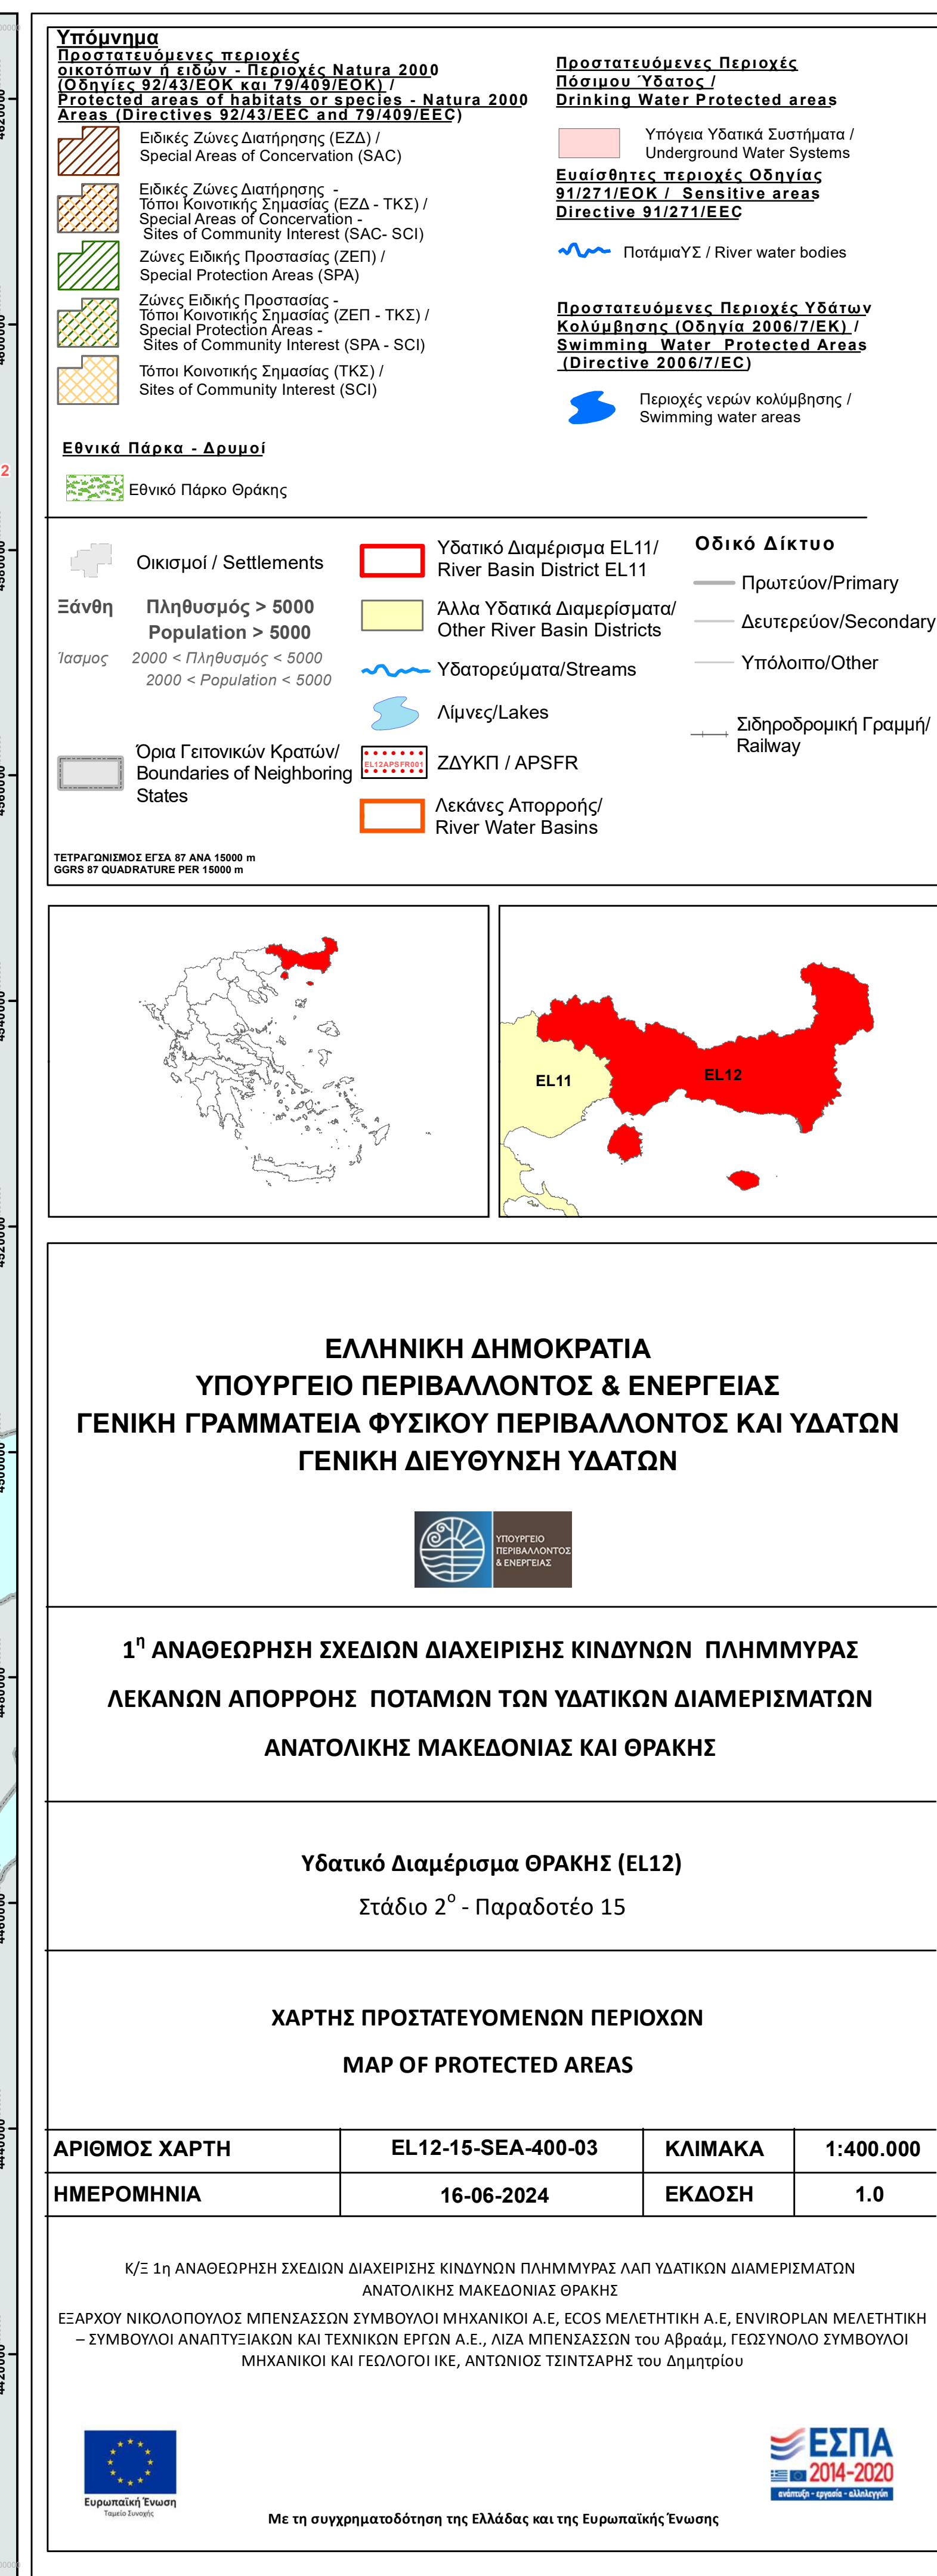 Υπόμνημα
Προστατευόμενες περιοχές
οικοτόπων ή ειδών - Περιοχές Natura 2000
(Οδηγίες 92/43/ΕΟΚ και 79/409/ΕΟΚ) /
Protected areas of habitats or species - Natura 2000
Areas (Directives 92/43/EEC and 79/409/EEC)
Ειδικές Ζώνες Διατήρησης (ΕΖΔ) /
Special Areas of Concervation (SAC)
Ειδικές Ζώνες Διατήρησης -
Τόποι Κοινοτικής Σημασίας (ΕΖΔ - ΤΚΣ) /
Special Areas of Concervation -
Sites of Community Interest (SAC- SCI)
Ζώνες Ειδικής Προστασίας (ΖΕΠ) /
Special Protection Areas (SPA)
Ζώνες Ειδικής Προστασίας -
Τόποι Κοινοτικής Σημασίας (ΖΕΠ - ΤΚΣ) /
Special Protection Areas -
Sites of Community Interest (SPA - SCI)
Τόποι Κοινοτικής Σημασίας (ΤΚΣ) /
Sites of Community Interest (SCI)
Εθνικά Πάρκα - Δρυμοί
Εθνικό Πάρκο Θράκης
Προστατευόμενες Περιοχές
Πόσιμου Ύδατος /
Drinking Water Protected areas
Υπόγεια Υδατικά Συστήματα /
Underground Water Systems
Ευαίσθητες περιοχές Οδηγίας
91/271/ΕΟΚ / Sensitive areas
Directive 91/271/EEC
ΠοτάμιαΥΣ / River water bodies
Προστατευόμενες Περιοχές Υδάτων
Κολύμβησης (Οδηγία 2006/7/ΕΚ) /
Swimming Water Protected Areas
(Directive 2006/7/EC)
Περιοχές νερών κολύμβησης /
Swimming water areas
Οικισμοί / Settlements
Ξάνθη Πληθυσμός > 5000
Population > 5000
Ίασμος 2000 < Πληθυσμός < 5000
2000 < Population < 5000
Όρια Γειτονικών Κρατών/
Boundaries of Neighboring
States
Υδατικό Διαμέρισμα EL11/
River Basin District EL11
Άλλα Υδατικά Διαμερίσματα/
Other River Basin Districts
Υδατορεύματα/Streams
Λίμνες/Lakes
EL12APSFR001
ΖΔΥΚΠ / APSFR
Λεκάνες Απορροής/
River Water Basins
Οδικό Δίκτυο
Πρωτεύον/Primary
Δευτερεύον/Secondary
Υπόλοιπο/Other
Σιδηροδρομική Γραμμή/
Railway
ΤΕΤΡΑΓΩΝΙΣΜΟΣ ΕΓΣΑ 87 ΑΝΑ 15000 m
GGRS 87 QUADRATURE PER 15000 m
EL11
EL12
ΕΛΛΗΝΙΚΗ ΔΗΜΟΚΡΑΤΙΑ
ΥΠΟΥΡΓΕΙΟ ΠΕΡΙΒΑΛΛΟΝΤΟΣ & ΕΝΕΡΓΕΙΑΣ
ΓΕΝΙΚΗ ΓΡΑΜΜΑΤΕΙΑ ΦΥΣΙΚΟΥ ΠΕΡΙΒΑΛΛΟΝΤΟΣ ΚΑΙ ΥΔΑΤΩΝ
ΓΕΝΙΚΗ ΔΙΕΥΘΥΝΣΗ ΥΔΑΤΩΝ
ΥΠΟΥΡΓΕΙΟ
ΠΕΡΙΒΑΛΛΟΝΤΟΣ
& ΕΝΕΡΓΕΙΑΣ
1η ΑΝΑΘΕΩΡΗΣΗ ΣΧΕΔΙΩΝ ΔΙΑΧΕΙΡΙΣΗΣ ΚΙΝΔΥΝΩΝ ΠΛΗΜΜΥΡΑΣ
ΛΕΚΑΝΩΝ ΑΠΟΡΡΟΗΣ ΠΟΤΑΜΩΝ ΤΩΝ ΥΔΑΤΙΚΩΝ ΔΙΑΜΕΡΙΣΜΑΤΩΝ
ΑΝΑΤΟΛΙΚΗΣ ΜΑΚΕΔΟΝΙΑΣ ΚΑΙ ΘΡΑΚΗΣ
Υδατικό Διαμέρισμα ΘΡΑΚΗΣ (EL12)
Στάδιο 2ο - Παραδοτέο 15
ΧΑΡΤΗΣ ΠΡΟΣΤΑΤΕΥΟΜΕΝΩΝ ΠΕΡΙΟΧΩΝ
MAP OF PROTECTED AREAS
ΑΡΙΘΜΟΣ ΧΑΡΤΗ EL12-15-SEA-400-03 ΚΛΙΜΑΚΑ 1:400.000
ΗΜΕΡΟΜΗΝΙΑ 16-06-2024 ΕΚΔΟΣΗ 1.0
Κ/Ξ 1η ΑΝΑΘΕΩΡΗΣΗ ΣΧΕΔΙΩΝ ΔΙΑΧΕΙΡΙΣΗΣ ΚΙΝΔΥΝΩΝ ΠΛΗΜΜΥΡΑΣ ΛΑΠ ΥΔΑΤΙΚΩΝ ΔΙΑΜΕΡΙΣΜΑΤΩΝ
ΑΝΑΤΟΛΙΚΗΣ ΜΑΚΕΔΟΝΙΑΣ ΘΡΑΚΗΣ
ΕΞΑΡΧΟΥ ΝΙΚΟΛΟΠΟΥΛΟΣ ΜΠΕΝΣΑΣΣΩΝ ΣΥΜΒΟΥΛΟΙ ΜΗΧΑΝΙΚΟΙ Α.Ε, ECOS ΜΕΛΕΤΗΤΙΚΗ Α.Ε, ENVIROPLAN ΜΕΛΕΤΗΤΙΚΗ
– ΣΥΜΒΟΥΛΟΙ ΑΝΑΠΤΥΞΙΑΚΩΝ ΚΑΙ ΤΕΧΝΙΚΩΝ ΕΡΓΩΝ Α.Ε., ΛΙΖΑ ΜΠΕΝΣΑΣΣΩΝ του Αβραάμ, ΓΕΩΣΥΝΟΛΟ ΣΥΜΒΟΥΛΟΙ
ΜΗΧΑΝΙΚΟΙ ΚΑΙ ΓΕΩΛΟΓΟΙ ΙΚΕ, ΑΝΤΩΝΙΟΣ ΤΣΙΝΤΣΑΡΗΣ του Δημητρίου
Ευρωπαϊκή Ένωση
Ταμείο Συνοχής
ΕΣΠΑ
2014-2020
ανάπτυξη - εργασία - αλληλεγγύη
Με τη συγχρηματοδότηση της Ελλάδας και της Ευρωπαϊκής Ένωσης